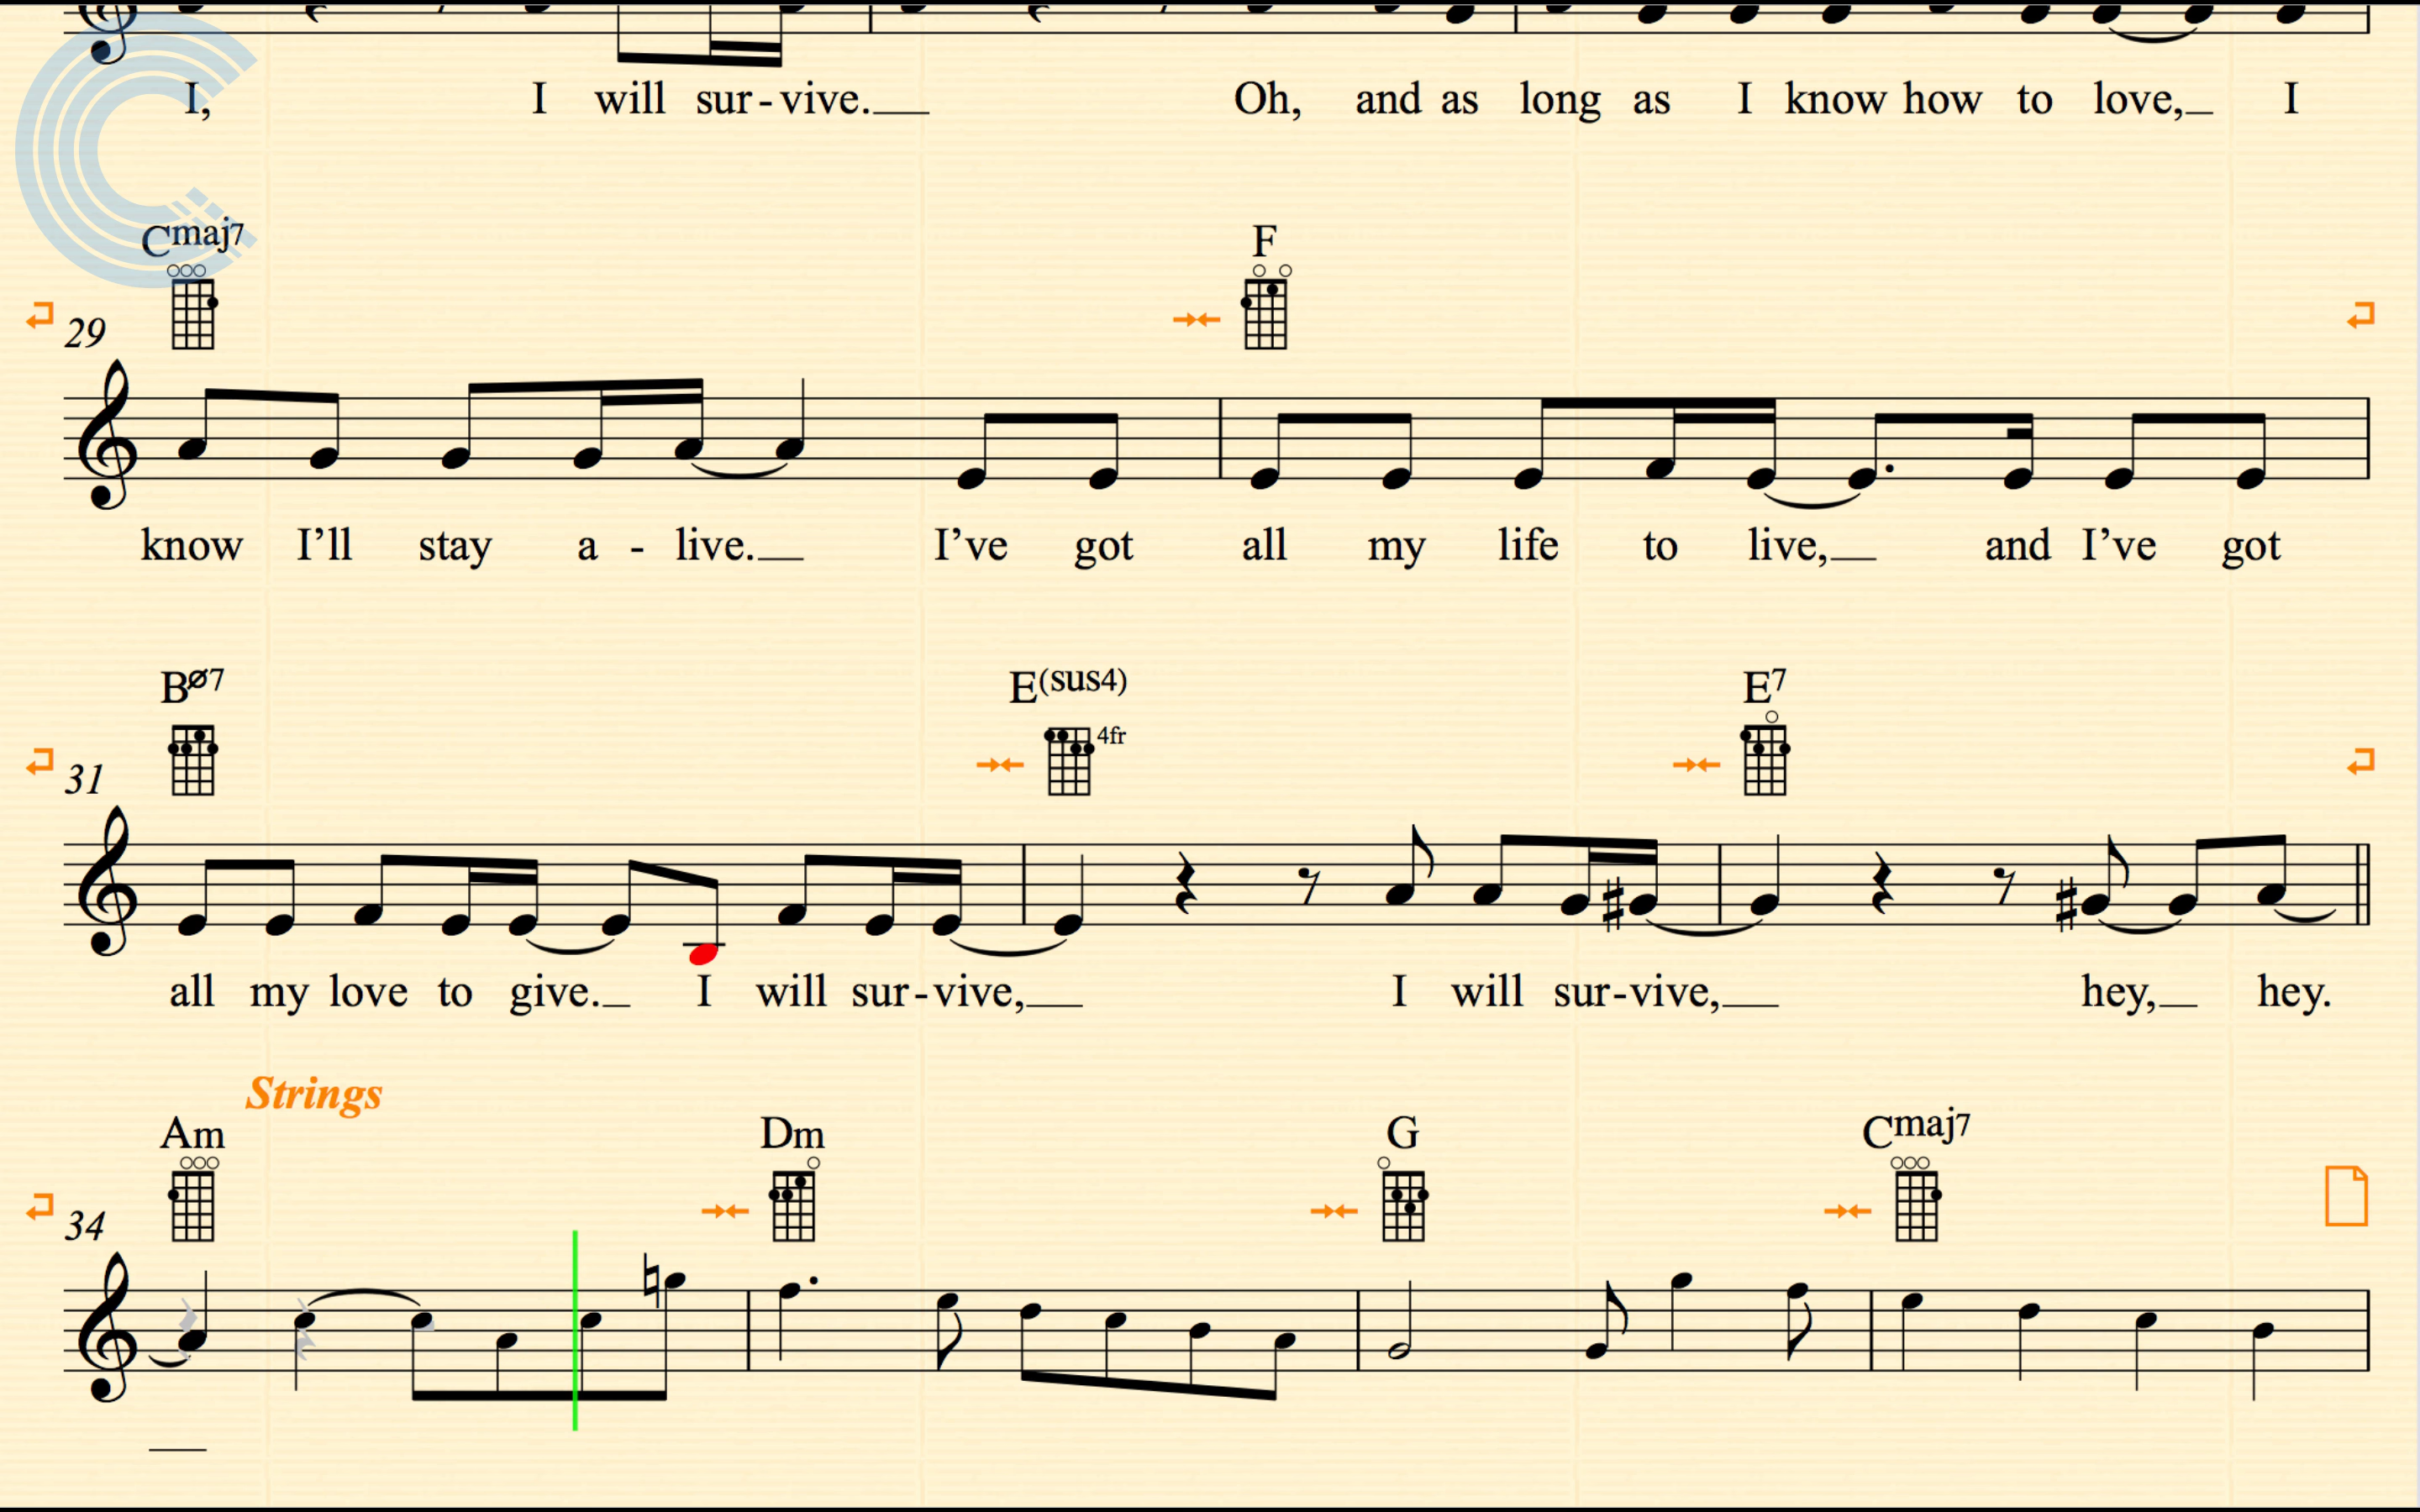 I, I will sur-vive. Oh, and as long as I know how to love, I
Cmaj7 F
29
know I'll stay a - live. I've got all my life to live, and I've got
Bø7 E(sus4) E7
4fr
31
all my love to give. I will sur-vive, I will sur-vive, hey, hey.
Strings
Am Dm G Cmaj7
34